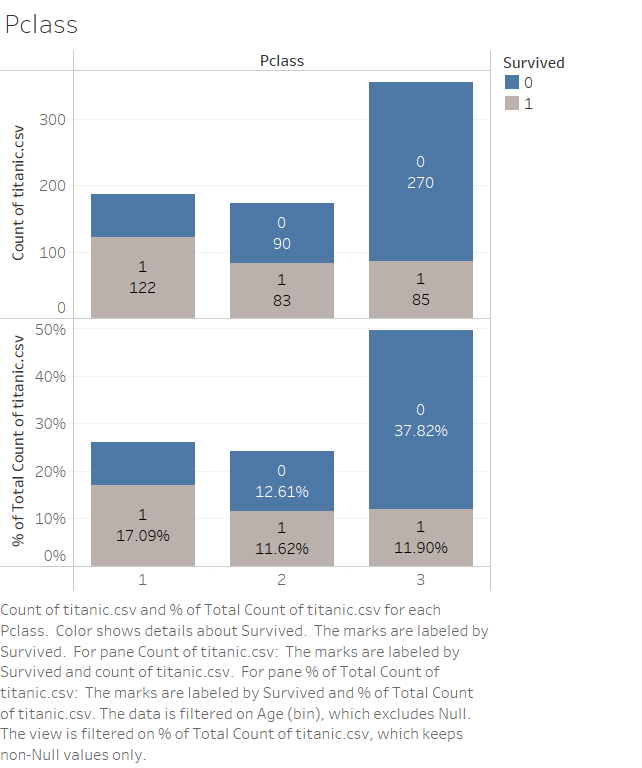 Pclass
Pclass
Survived
0
1
Count of titanic.csv
300
200
100
0
1
122
0
90
1
83
0
270
1
85
% of Total Count of titanic.csv
50%
40%
30%
20%
10%
0%
1
17.09%
0
12.61%
1
11.62%
0
37.82%
1
11.90%
1
2
3
Count of titanic.csv and % of Total Count of titanic.csv for each
Pclass. Color shows details about Survived. The marks are labeled by
Survived. For pane Count of titanic.csv: The marks are labeled by
Survived and count of titanic.csv. For pane % of Total Count of
titanic.csv: The marks are labeled by Survived and % of Total Count
of titanic.csv. The data is filtered on Age (bin), which excludes Null.
The view is filtered on % of Total Count of titanic.csv, which keeps
non-Null values only.